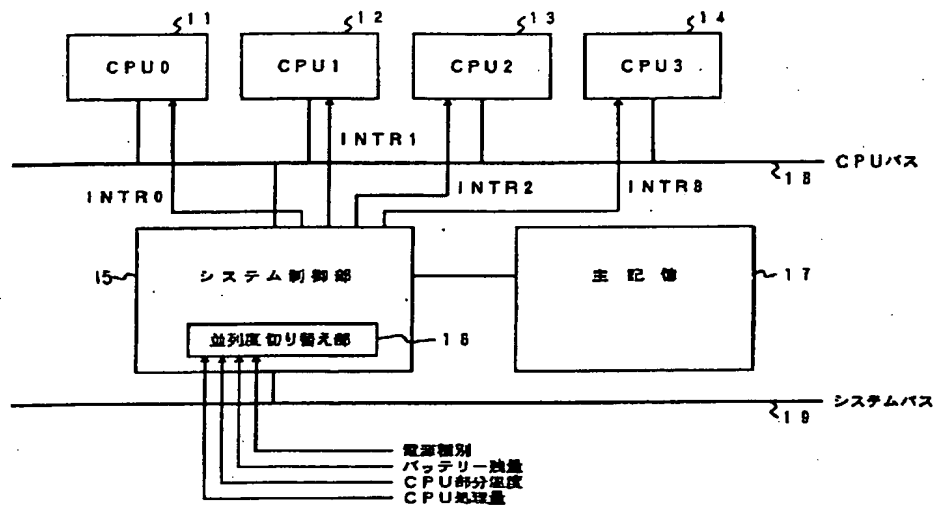 11
12
13
14
CPU0
CPU1
CPU2
CPU3
INTR1
CPUバス
18
INTR0
INTR2
INTR8
15
システム制御部
主記憶
17
並列度切り替え部
16
システムバス
19
電源種別
バッテリー残量
CPU部分温度
CPU処理量